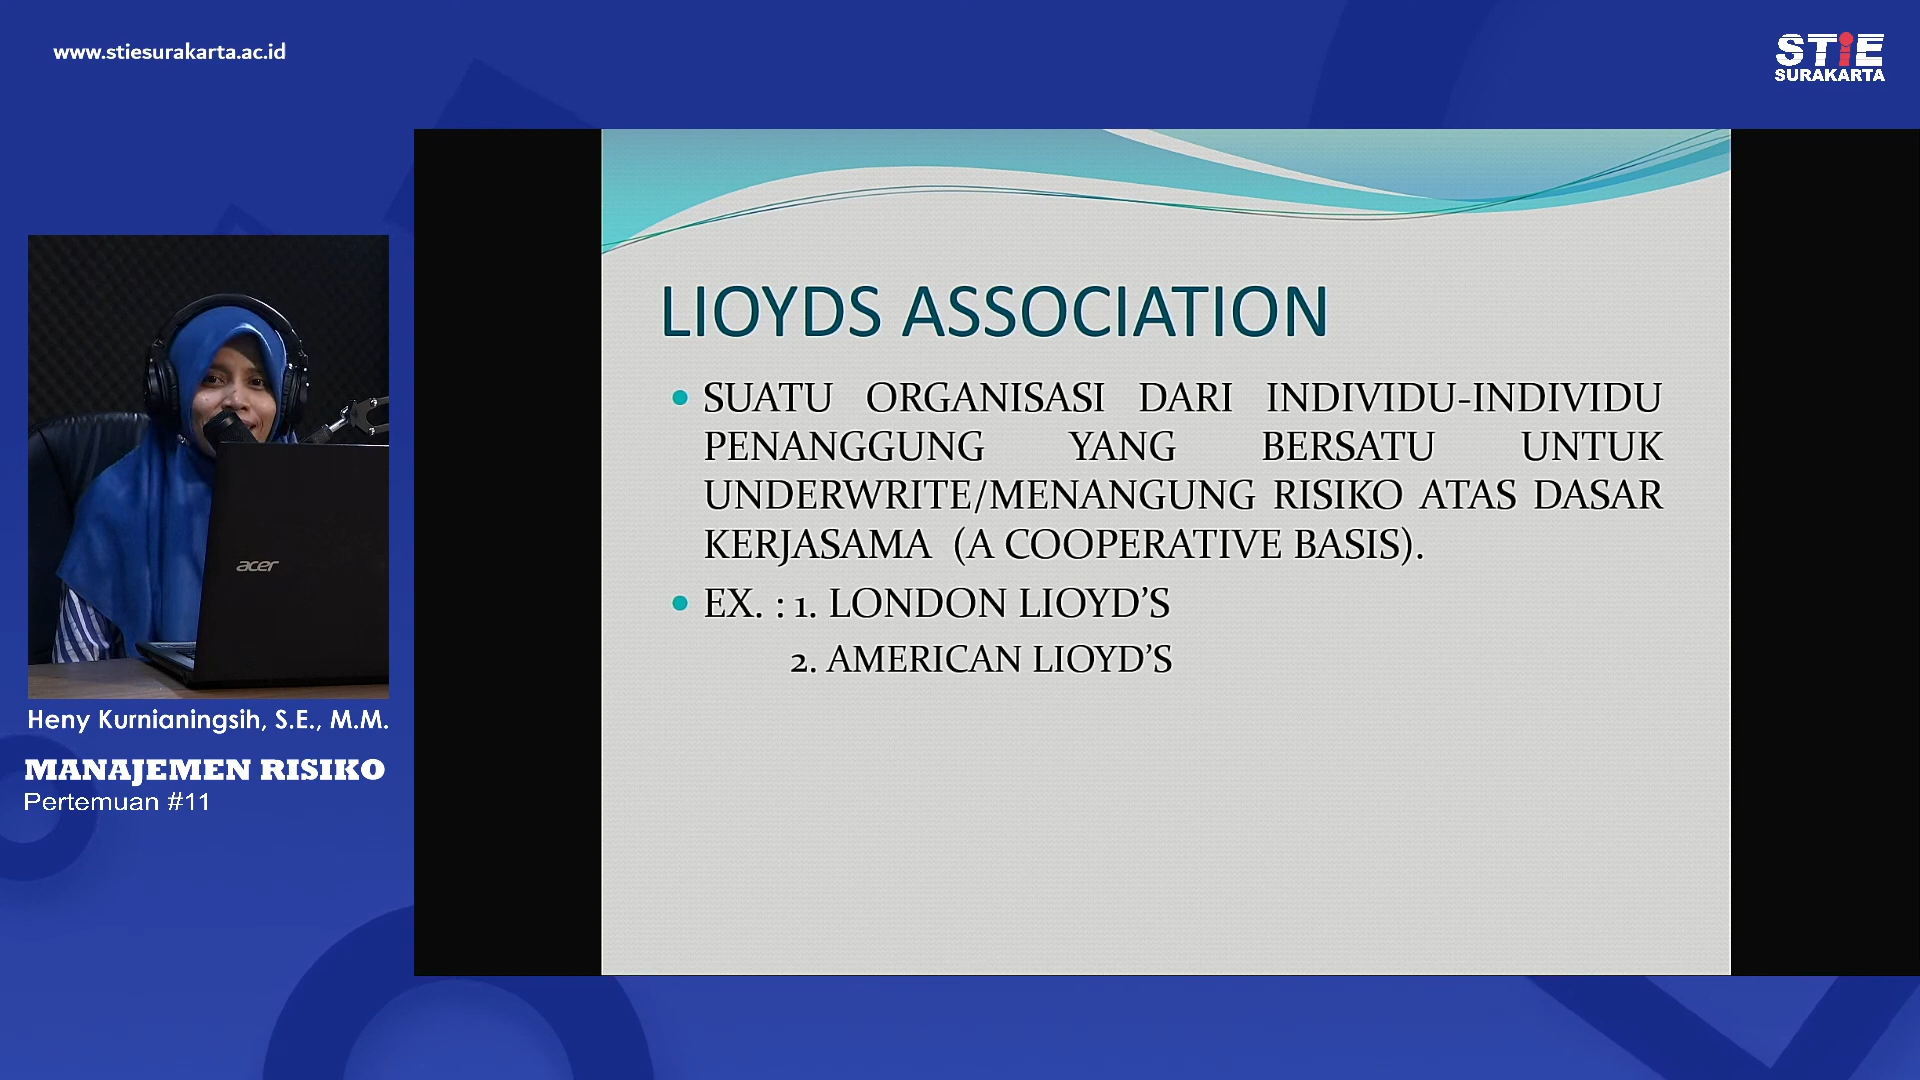 www.stiesurakarta.ac.id
STiE
SURAKARTA
LIOYDS ASSOCIATION
• SUATU ORGANISASI DARI INDIVIDU-INDIVIDU
PENANGGUNG YANG BERSATU UNTUK
UNDERWRITE/MENANGUNG RISIKO ATAS DASAR
KERJASAMA (A COOPERATIVE BASIS).
• EX. : 1. LONDON LIOYD’S
2. AMERICAN LIOYD’S
acer
Heny Kurnianingsih, S.E., M.M.
MANAJEMEN RISIKO
Pertemuan #11